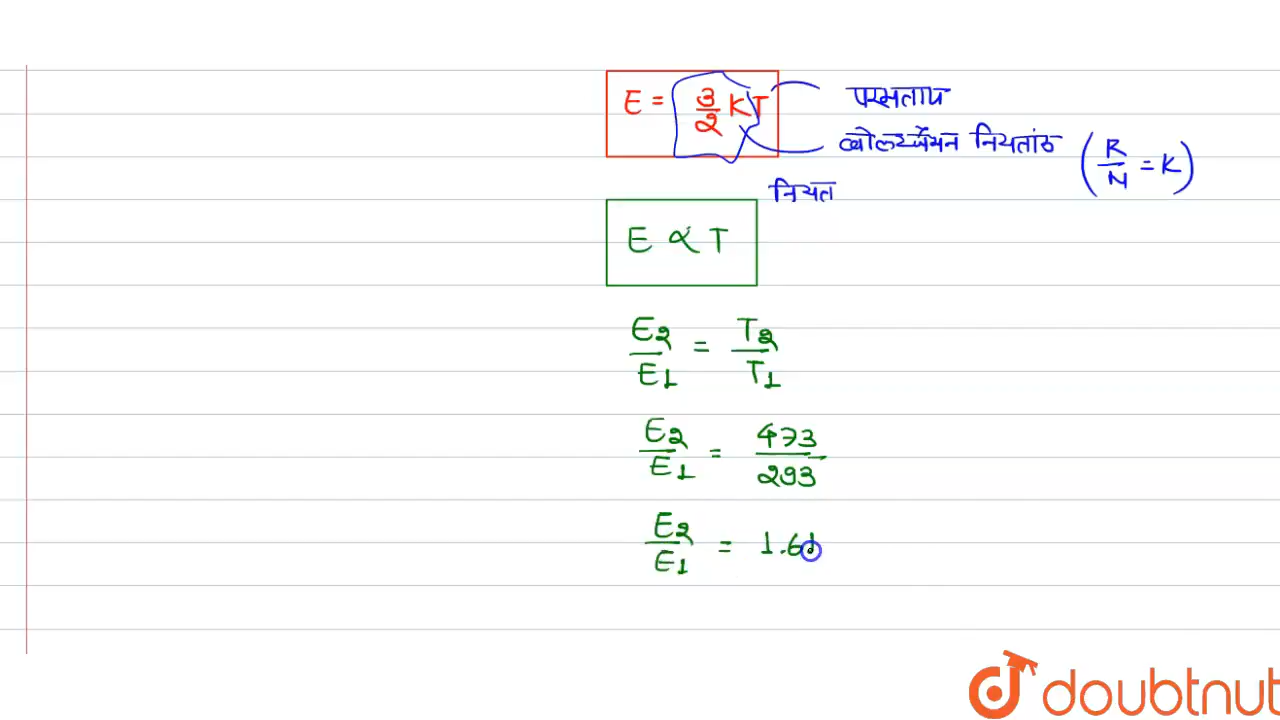 E = 3/2 KT
परमताप
बोल्ट्जमैन नियतांक (R/N = K)
नियत
E ∝ T
E2/E1 = T2/T1
E2/E1 = 473/293
E2/E1 = 1.61
doubtnut